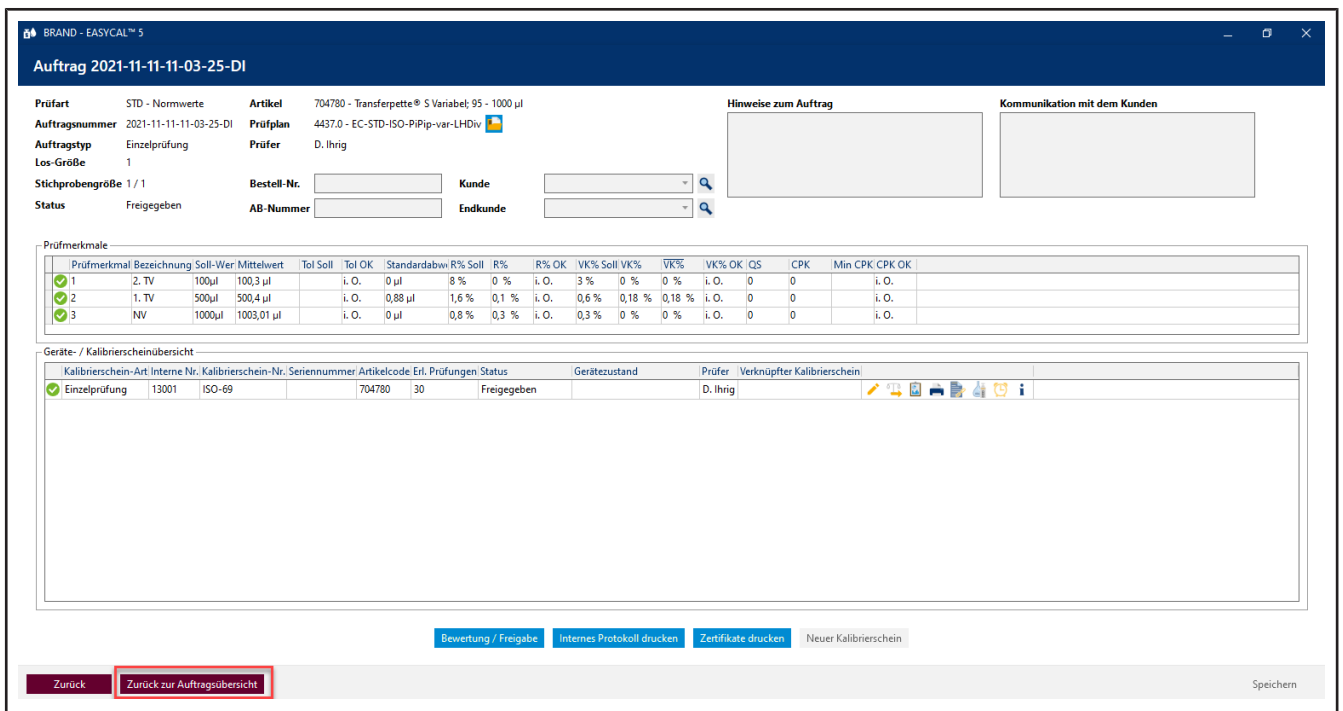 BRAND - EASYCAL™ 5
Auftrag 2021-11-11-11-03-25-DI
Prüfart STD - Normwerte Artikel 704780 - Transferpette® S Variabel; 95 - 1000 µl Hinweise zum Auftrag Kommunikation mit dem Kunden
Auftragsnummer 2021-11-11-11-03-25-DI Prüfplan 4437.0 - EC-STD-ISO-PiPip-var-LHDiv
Auftragstyp Einzelprüfung Prüfer D. Ihrig
Los-Größe 1
Stichprobengröße 1 / 1 Bestell-Nr. Kunde
Status Freigegeben AB-Nummer Endkunde
Prüfmerkmale
Prüfmerkmal Bezeichnung Soll-Wer Mittelwert Tol Soll Tol OK Standardabw R% Soll R% R% OK VK% Soll VK% VK% VK% OK QS CPK Min CPK CPK OK
1 2. TV 100µl 100,3 µl i. O. 0 µl 8 % 0 % i. O. 3 % 0 % 0 % i. O. 0 0 i. O.
2 1. TV 500µl 500,4 µl i. O. 0,88 µl 1,6 % 0,1 % i. O. 0,6 % 0,18 % 0,18 % i. O. 0 0 i. O.
3 NV 1000µl 1003,01 µl i. O. 0 µl 0,8 % 0,3 % i. O. 0,3 % 0 % 0 % i. O. 0 0 i. O.
Geräte- / Kalibrierscheinübersicht
Kalibrierschein-Art Interne Nr. Kalibrierschein-Nr. Seriennummer Artikelcode Erl. Prüfungen Status Gerätezustand Prüfer Verknüpfter Kalibrierschein
Einzelprüfung 13001 ISO-69 704780 30 Freigegeben D. Ihrig
Bewertung / Freigabe Internes Protokoll drucken Zertifikate drucken Neuer Kalibrierschein
Zurück Zurück zur Auftragsübersicht Speichern